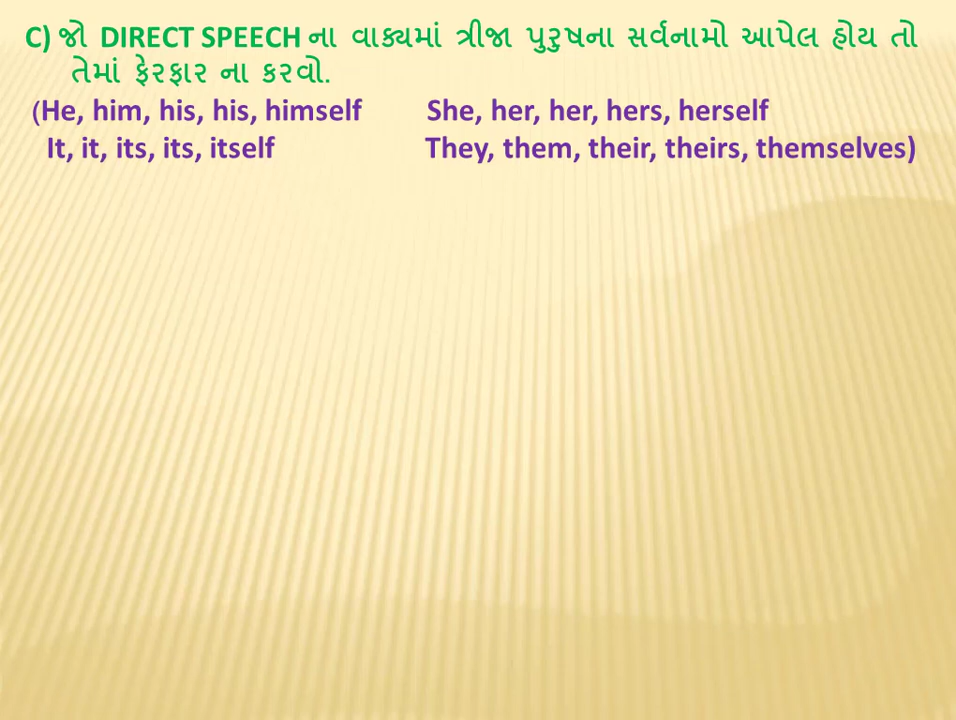 C) જો DIRECT SPEECH ના વાક્યમાં ત્રીજા પુરુષના સર્વનામો આપેલ હોય તો
તેમાં ફેરફાર ના કરવો.
(He, him, his, his, himself She, her, her, hers, herself
It, it, its, its, itself They, them, their, theirs, themselves)